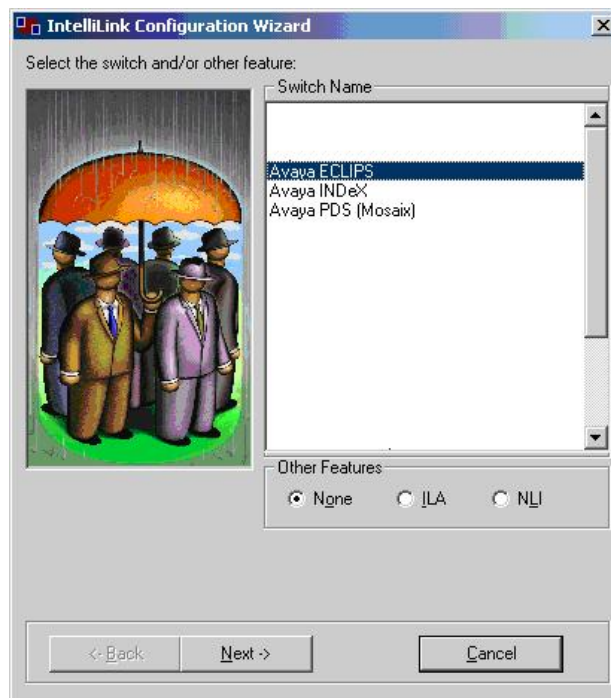 IntelliLink Configuration Wizard
Select the switch and/or other feature:
Switch Name
Avaya ECLIPS
Avaya INDeX
Avaya PDS (Mosaix)
Other Features
None
ILA
NLI
<- Back
Next ->
Cancel